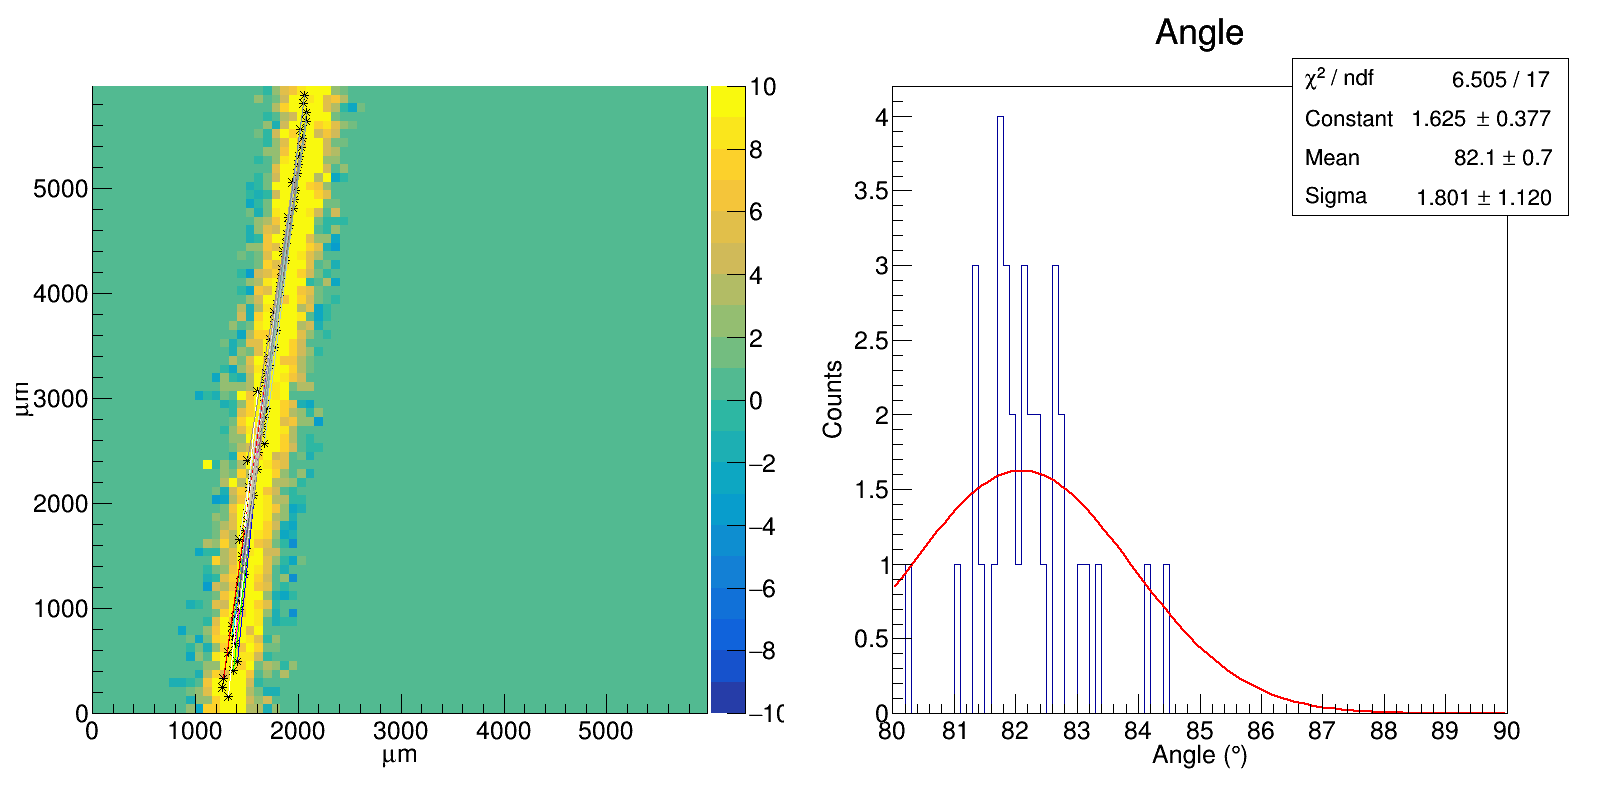 Angle
χ² / ndf 6.505 / 17
Constant 1.625 ± 0.377
Mean 82.1 ± 0.7
Sigma 1.801 ± 1.120
μm
5000
4000
3000
2000
1000
0
0 1000 2000 3000 4000 5000
μm
10
8
6
4
2
0
−2
−4
−6
−8
−10
Counts
4
3.5
3
2.5
2
1.5
1
0.5
0
80 81 82 83 84 85 86 87 88 89 90
Angle (°)